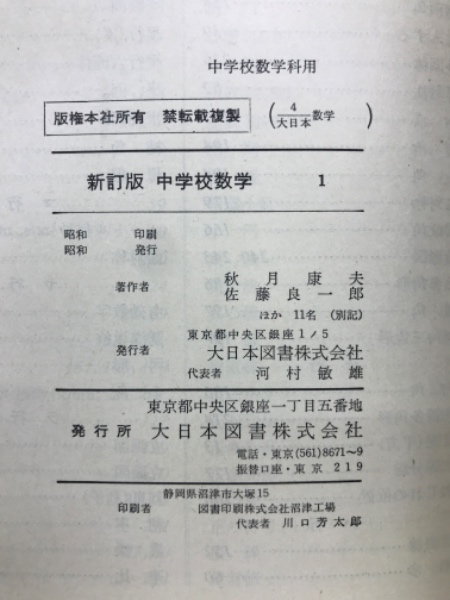 中学校数学科用
版権本社所有 禁転載複製
(4 大日本 数学 )
新訂版 中学校数学 1
昭和 印刷
昭和 発行
著作者 秋月康夫
佐藤良一郎
ほか 11名 (別記)
東京都中央区銀座1ノ5
発行者 大日本図書株式会社
代表者 河村敏雄
東京都中央区銀座一丁目五番地
発行所 大日本図書株式会社
電話・東京(561)8671〜9
振替口座・東京 219
静岡県沼津市大塚15
印刷者 図書印刷株式会社沼津工場
代表者 川口芳太郎